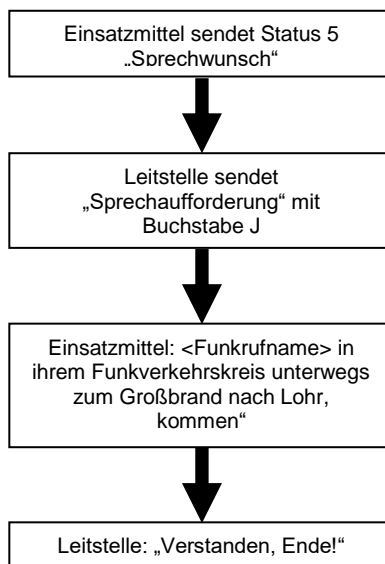 Einsatzmittel sendet Status 5
„Sprechwunsch“
Leitstelle sendet
„Sprechaufforderung“ mit
Buchstabe J
Einsatzmittel: <Funkrufname> in
ihrem Funkverkehrskreis unterwegs
zum Großbrand nach Lohr,
kommen“
Leitstelle: „Verstanden, Ende!“